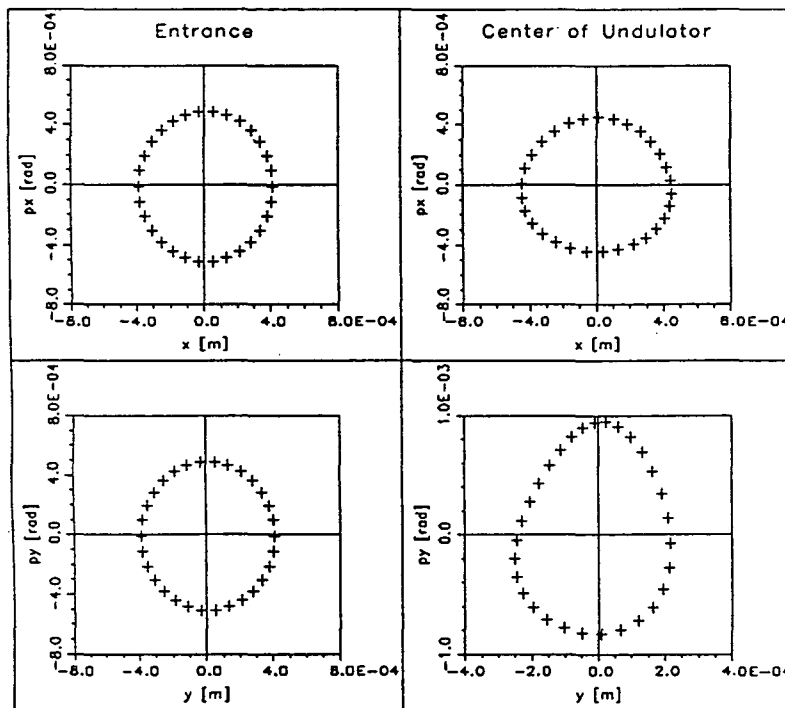 Entrance
8.0E-04
4.0
0.0
-4.0
-8.0
px [rad]
-8.0 -4.0 0.0 4.0 8.0E-04
x [m]
Center of Undulator
8.0E-04
4.0
0.0
-4.0
-8.0
px [rad]
-8.0 -4.0 0.0 4.0 8.0E-04
x [m]
8.0E-04
4.0
0.0
-4.0
-8.0
py [rad]
-8.0 -4.0 0.0 4.0 8.0E-04
y [m]
1.0E-03
0.0
-1.0
py [rad]
-4.0 -2.0 0.0 2.0 4.0E-04
y [m]